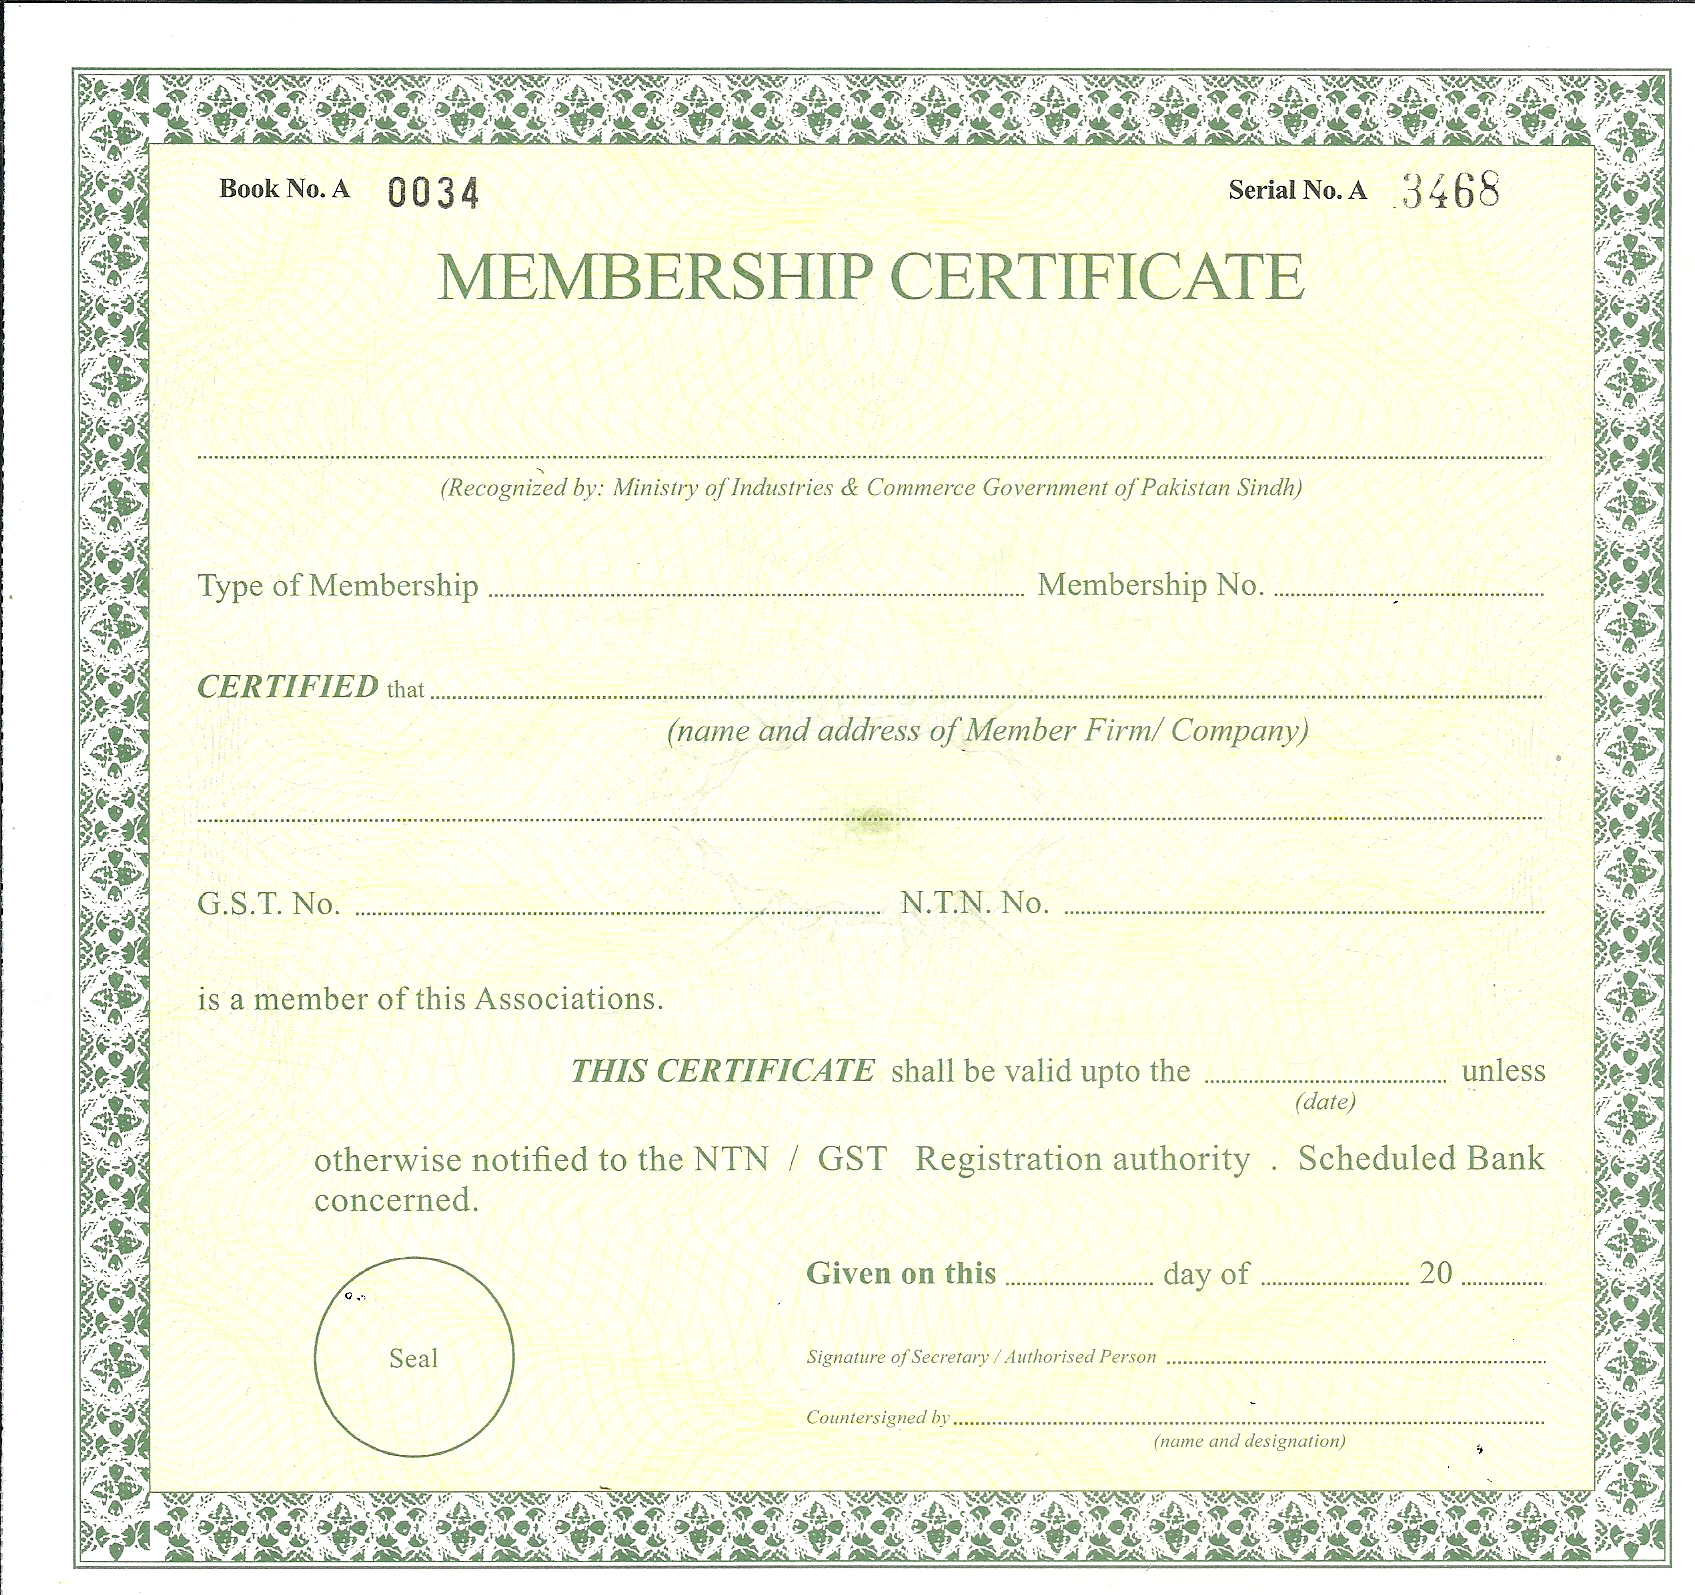 Book No. A 0034 Serial No. A 3468
MEMBERSHIP CERTIFICATE
(Recognized by: Ministry of Industries & Commerce Government of Pakistan Sindh)
Type of Membership ........ Membership No. ........
CERTIFIED that ........
(name and address of Member Firm/ Company)
G.S.T. No. ........ N.T.N. No. ........
is a member of this Associations.
THIS CERTIFICATE shall be valid upto the ........ unless
(date)
otherwise notified to the NTN / GST Registration authority . Scheduled Bank
concerned.
Given on this ........ day of ........ 20 ........
Seal
Signature of Secretary / Authorised Person ........
Countersigned by ........
(name and designation)